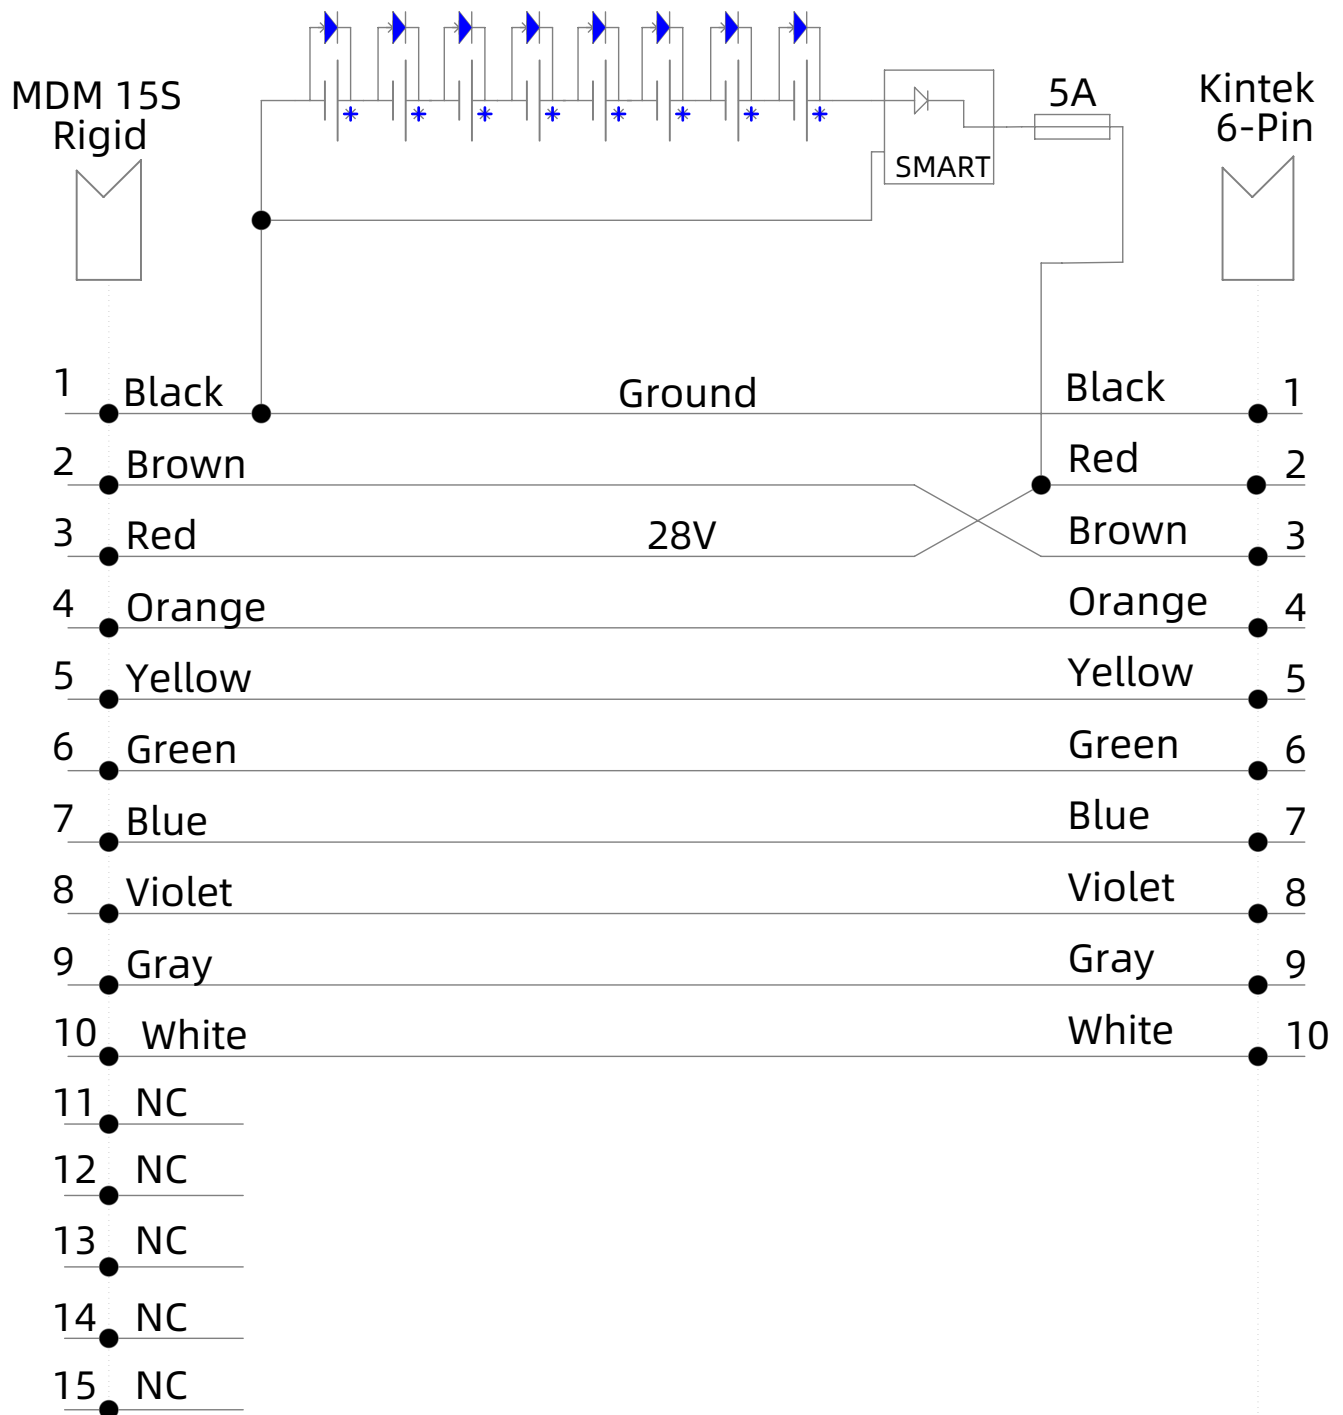 MDM 15S
Rigid
5A
Kintek
6-Pin
SMART
1 Black Ground Black 1
2 Brown Red 2
3 Red 28V Brown 3
4 Orange Orange 4
5 Yellow Yellow 5
6 Green Green 6
7 Blue Blue 7
8 Violet Violet 8
9 Gray Gray 9
10 White White 10
11 NC
12 NC
13 NC
14 NC
15 NC